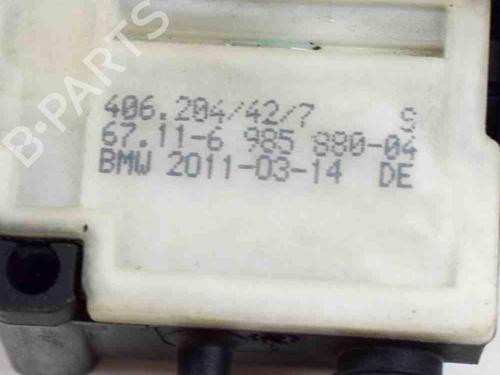 B-PARTS
406.204/42/7 S
67.11-6 985 880-04
BMW 2011-03-14 DE